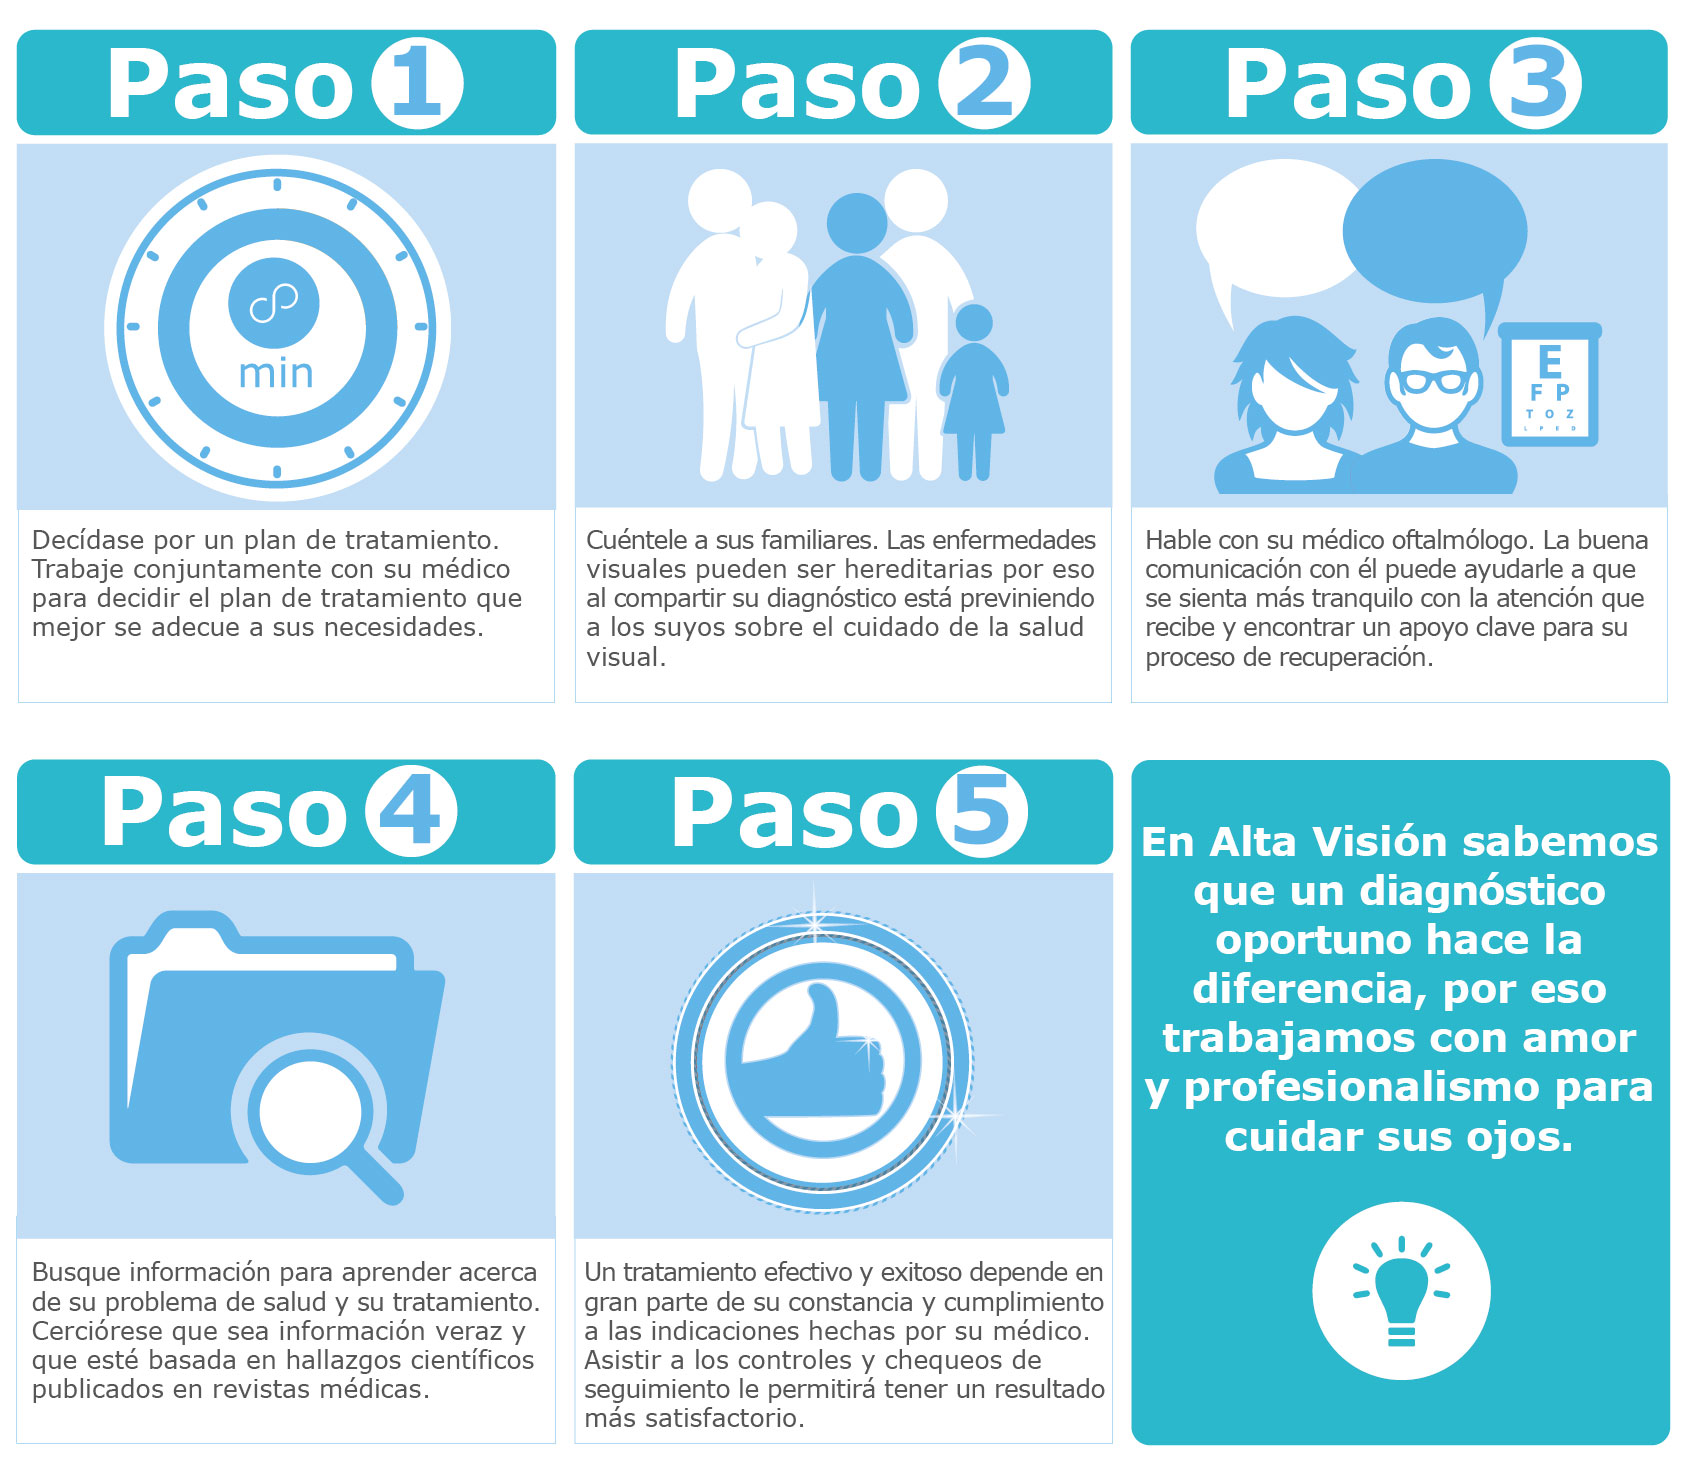 Paso 1
Paso 2
Paso 3
min
E
F P
T O Z
L P E D
Decídase por un plan de tratamiento.
Trabaje conjuntamente con su médico
para decidir el plan de tratamiento que
mejor se adecue a sus necesidades.
Cuéntele a sus familiares. Las enfermedades
visuales pueden ser hereditarias por eso
al compartir su diagnóstico está previniendo
a los suyos sobre el cuidado de la salud
visual.
Hable con su médico oftalmólogo. La buena
comunicación con él puede ayudarle a que
se sienta más tranquilo con la atención que
recibe y encontrar un apoyo clave para su
proceso de recuperación.
Paso 4
Paso 5
Busque información para aprender acerca
de su problema de salud y su tratamiento.
Cerciórese que sea información veraz y
que esté basada en hallazgos científicos
publicados en revistas médicas.
Un tratamiento efectivo y exitoso depende en
gran parte de su constancia y cumplimiento
a las indicaciones hechas por su médico.
Asistir a los controles y chequeos de
seguimiento le permitirá tener un resultado
más satisfactorio.
En Alta Visión sabemos
que un diagnóstico
oportuno hace la
diferencia, por eso
trabajamos con amor
y profesionalismo para
cuidar sus ojos.